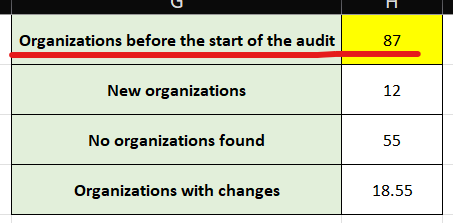 G H
Organizations before the start of the audit 87
New organizations 12
No organizations found 55
Organizations with changes 18.55